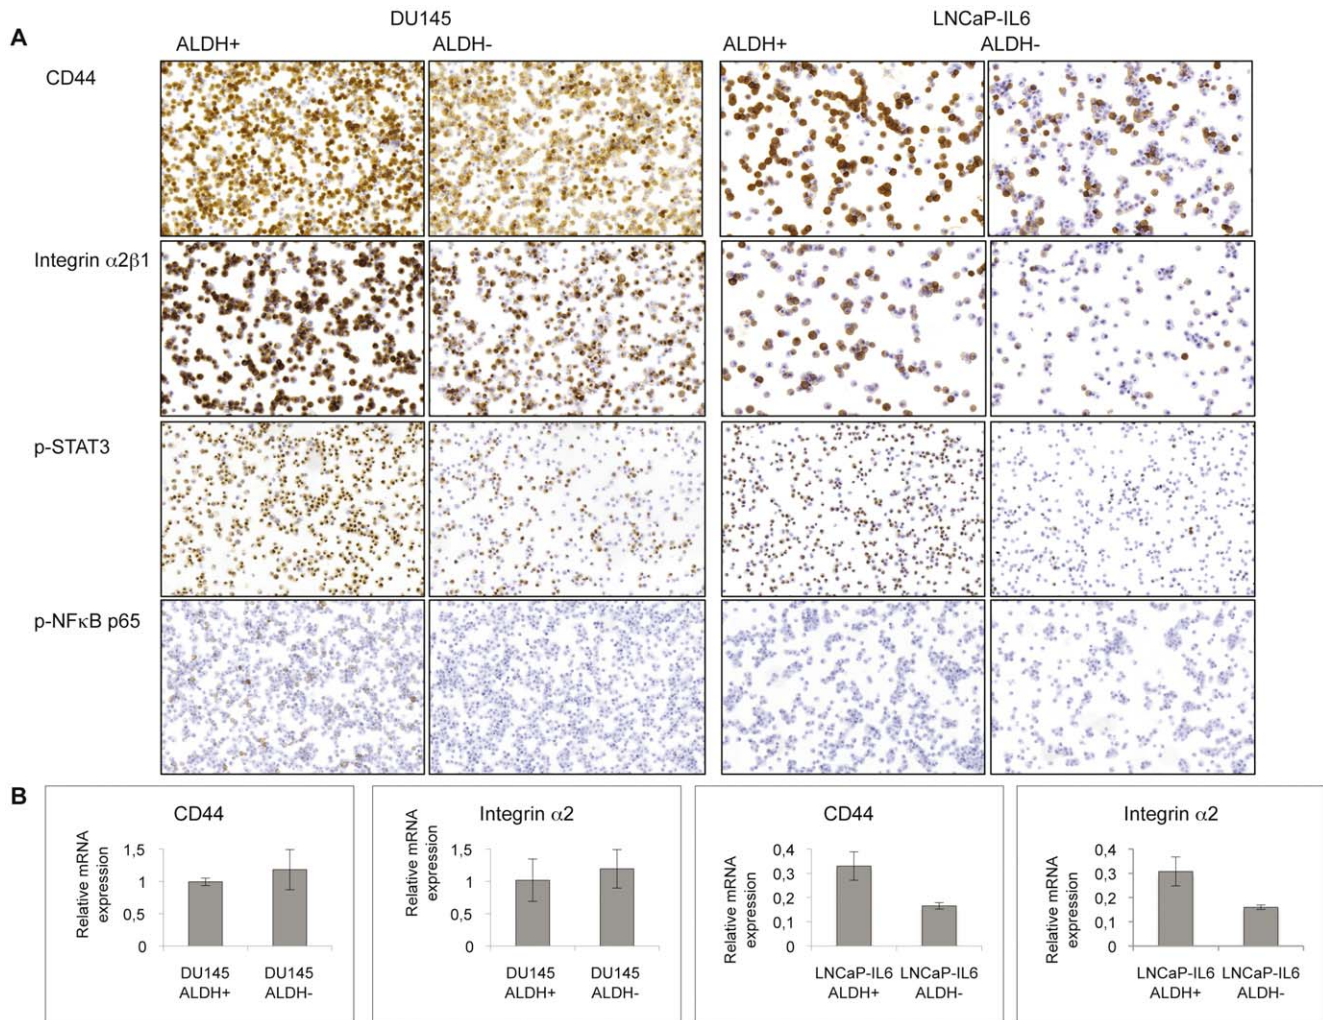 DU145
LNCaP-IL6
A
ALDH+
ALDH-
ALDH+
ALDH-
CD44
Integrin α2β1
p-STAT3
p-NFκB p65
B
CD44
Relative mRNA
expression
1,5
1
0,5
0
DU145
ALDH+
DU145
ALDH-
Integrin α2
Relative mRNA
expression
1,5
1
0,5
0
DU145
ALDH+
DU145
ALDH-
CD44
Relative mRNA
expression
0,4
0,3
0,2
0,1
0
LNCaP-IL6
ALDH+
LNCaP-IL6
ALDH-
Integrin α2
Relative mRNA
expression
0,4
0,3
0,2
0,1
0
LNCaP-IL6
ALDH+
LNCaP-IL6
ALDH-